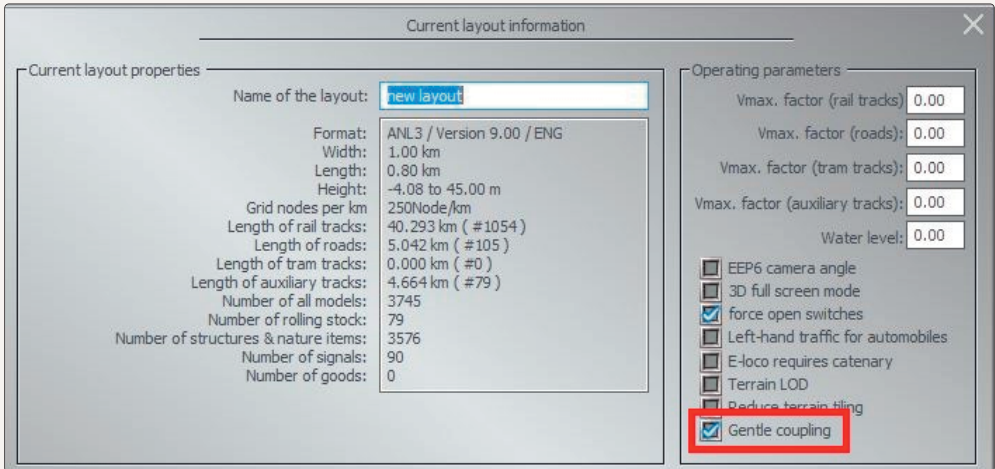 Current layout information
Current layout properties
Name of the layout: new layout
Format: ANL3 / Version 9.00 / ENG
Width: 1.00 km
Length: 0.80 km
Height: -4.08 to 45.00 m
Grid nodes per km 250Node/km
Length of rail tracks: 40.293 km ( #1054 )
Length of roads: 5.042 km ( #105 )
Length of tram tracks: 0.000 km ( #0 )
Length of auxiliary tracks: 4.664 km ( #79 )
Number of all models: 3745
Number of rolling stock: 79
Number of structures & nature items: 3576
Number of signals: 90
Number of goods: 0
Operating parameters
Vmax. factor (rail tracks) 0.00
Vmax. factor (roads): 0.00
Vmax. factor (tram tracks): 0.00
Vmax. factor (auxiliary tracks): 0.00
Water level: 0.00
EEP6 camera angle
3D full screen mode
force open switches
Left-hand traffic for automobiles
E-loco requires catenary
Terrain LOD
Reduce terrain tiling
Gentle coupling